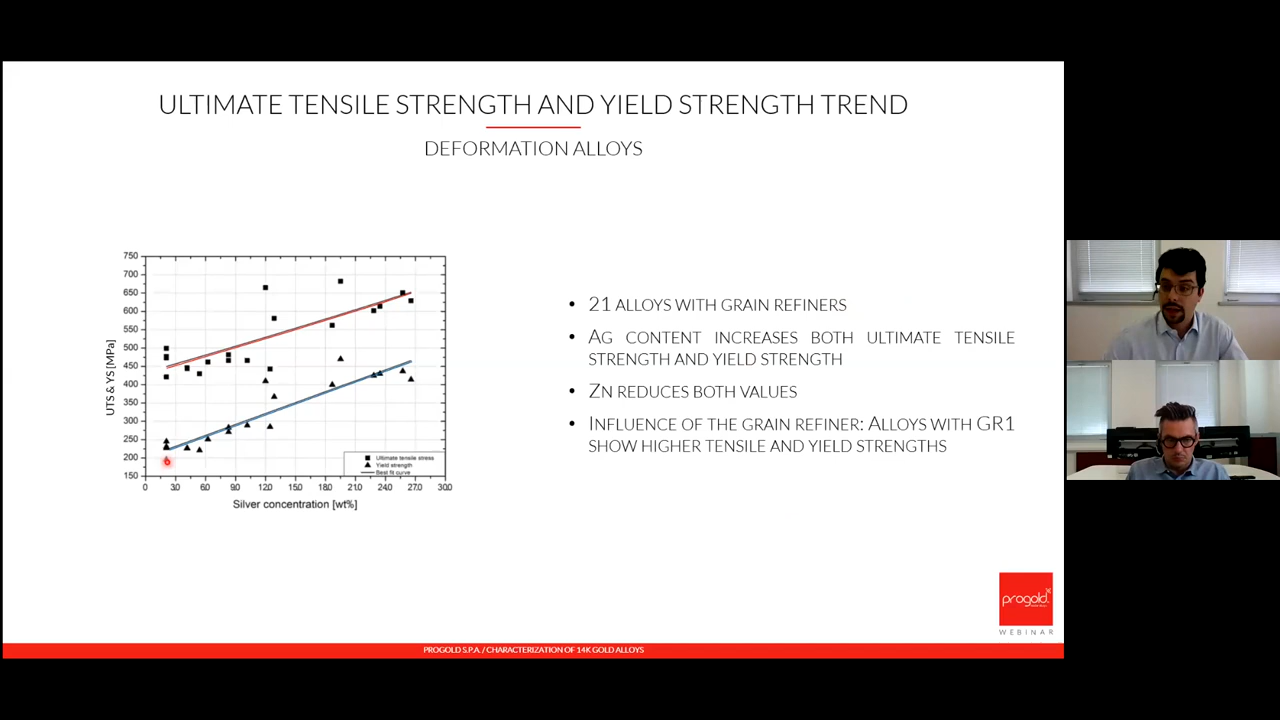 ULTIMATE TENSILE STRENGTH AND YIELD STRENGTH TREND
DEFORMATION ALLOYS
750
700
650
600
550
500
450
400
350
300
250
200
150
UTS & YS [MPa]
0 30 60 90 120 150 180 210 240 270 300
Silver concentration [wt%]
Ultimate tensile stress
Yield strength
Best fit curve
• 21 ALLOYS WITH GRAIN REFINERS
• Ag CONTENT INCREASES BOTH ULTIMATE TENSILE
STRENGTH AND YIELD STRENGTH
• ZN REDUCES BOTH VALUES
• INFLUENCE OF THE GRAIN REFINER: ALLOYS WITH GR1
SHOW HIGHER TENSILE AND YIELD STRENGTHS
progold
WEBINAR
PROGOLD S.P.A. / CHARACTERIZATION OF 14K GOLD ALLOYS